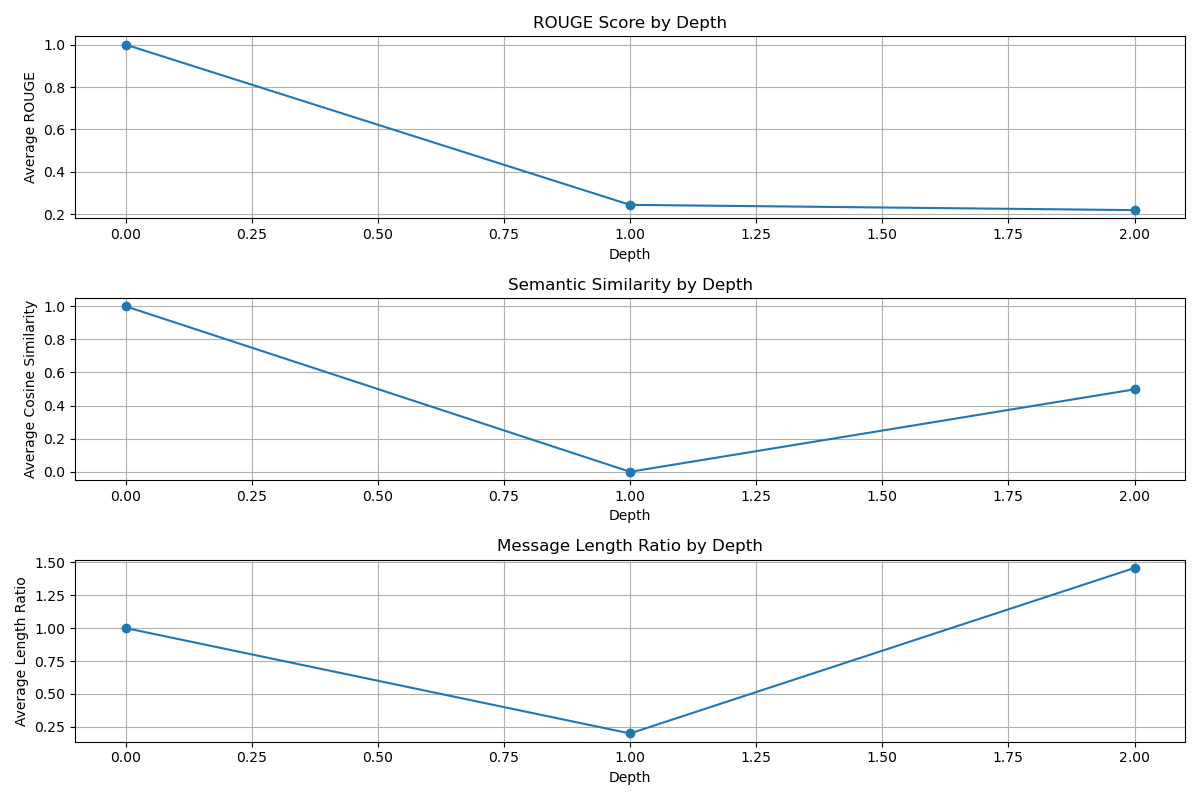 ROUGE Score by Depth
Average ROUGE
1.0
0.8
0.6
0.4
0.2
0.00 0.25 0.50 0.75 1.00 1.25 1.50 1.75 2.00
Depth
Semantic Similarity by Depth
Average Cosine Similarity
1.0
0.8
0.6
0.4
0.2
0.0
0.00 0.25 0.50 0.75 1.00 1.25 1.50 1.75 2.00
Depth
Message Length Ratio by Depth
Average Length Ratio
1.50
1.25
1.00
0.75
0.50
0.25
0.00 0.25 0.50 0.75 1.00 1.25 1.50 1.75 2.00
Depth